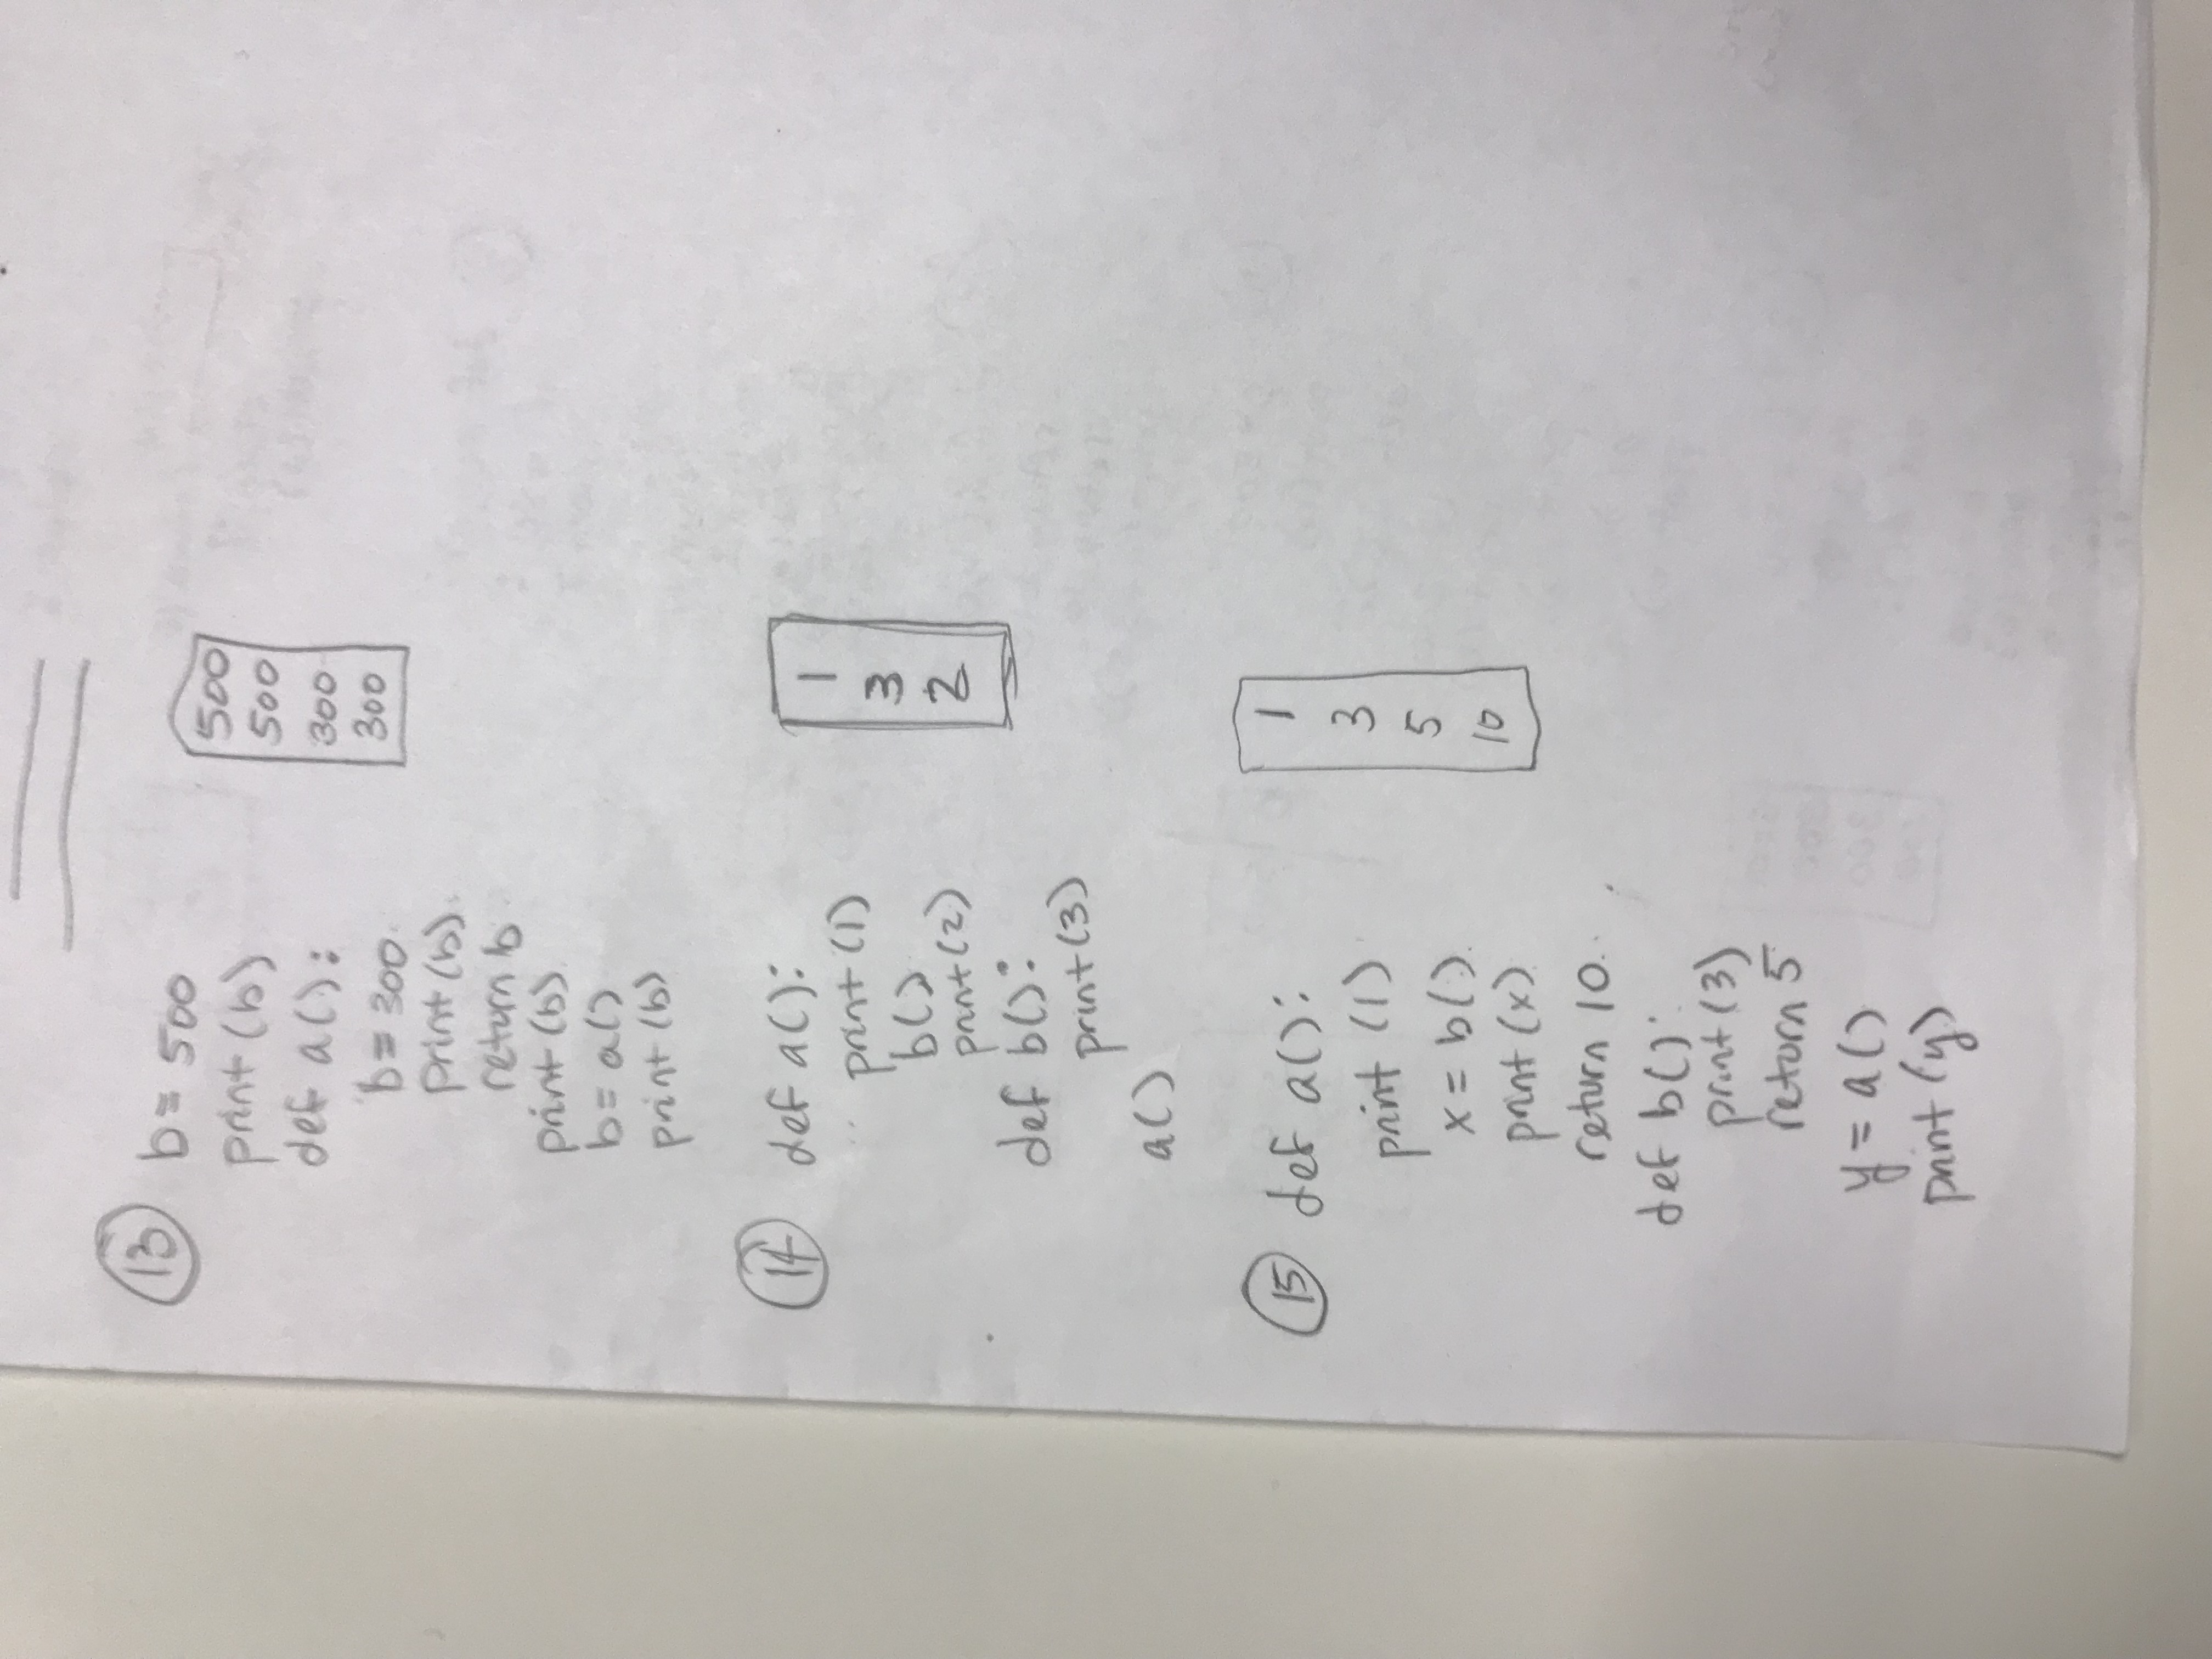 13
b = 500
print (b)
def a():
b = 300
print (b)
return b
print (b)
b = a()
print (b)
500
500
300
300
14
def a():
print (1)
b()
print (2)
def b():
print (3)
a()
1
3
2
15
def a():
print (1)
x = b()
print (x)
return 10
def b():
print (3)
return 5
y = a()
print (y)
1
3
5
10